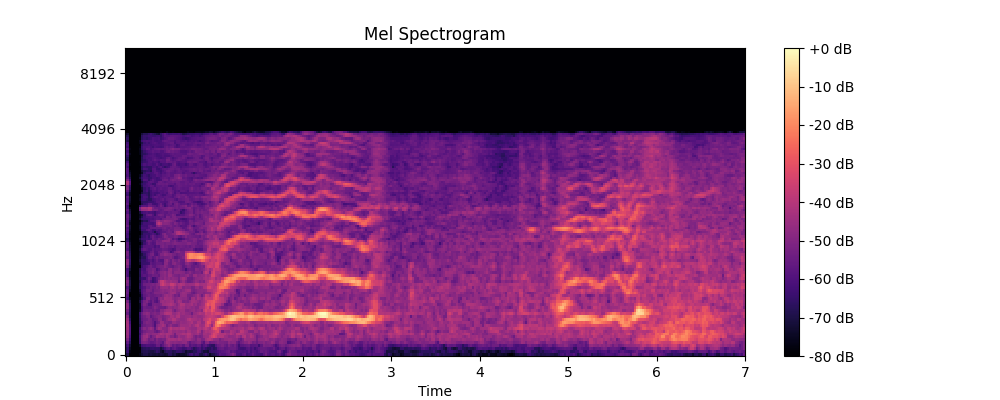 Mel Spectrogram
Hz
8192
4096
2048
1024
512
0
0 1 2 3 4 5 6 7
Time
+0 dB
-10 dB
-20 dB
-30 dB
-40 dB
-50 dB
-60 dB
-70 dB
-80 dB